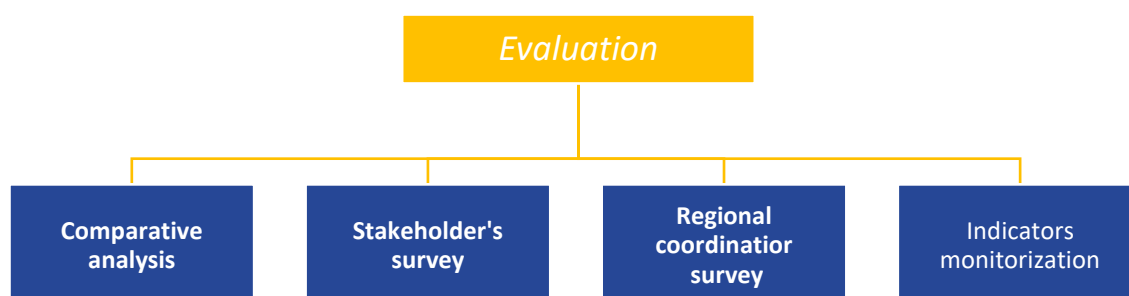 Evaluation
Comparative
analysis
Stakeholder's
survey
Regional
coordinatior
survey
Indicators
monitorization